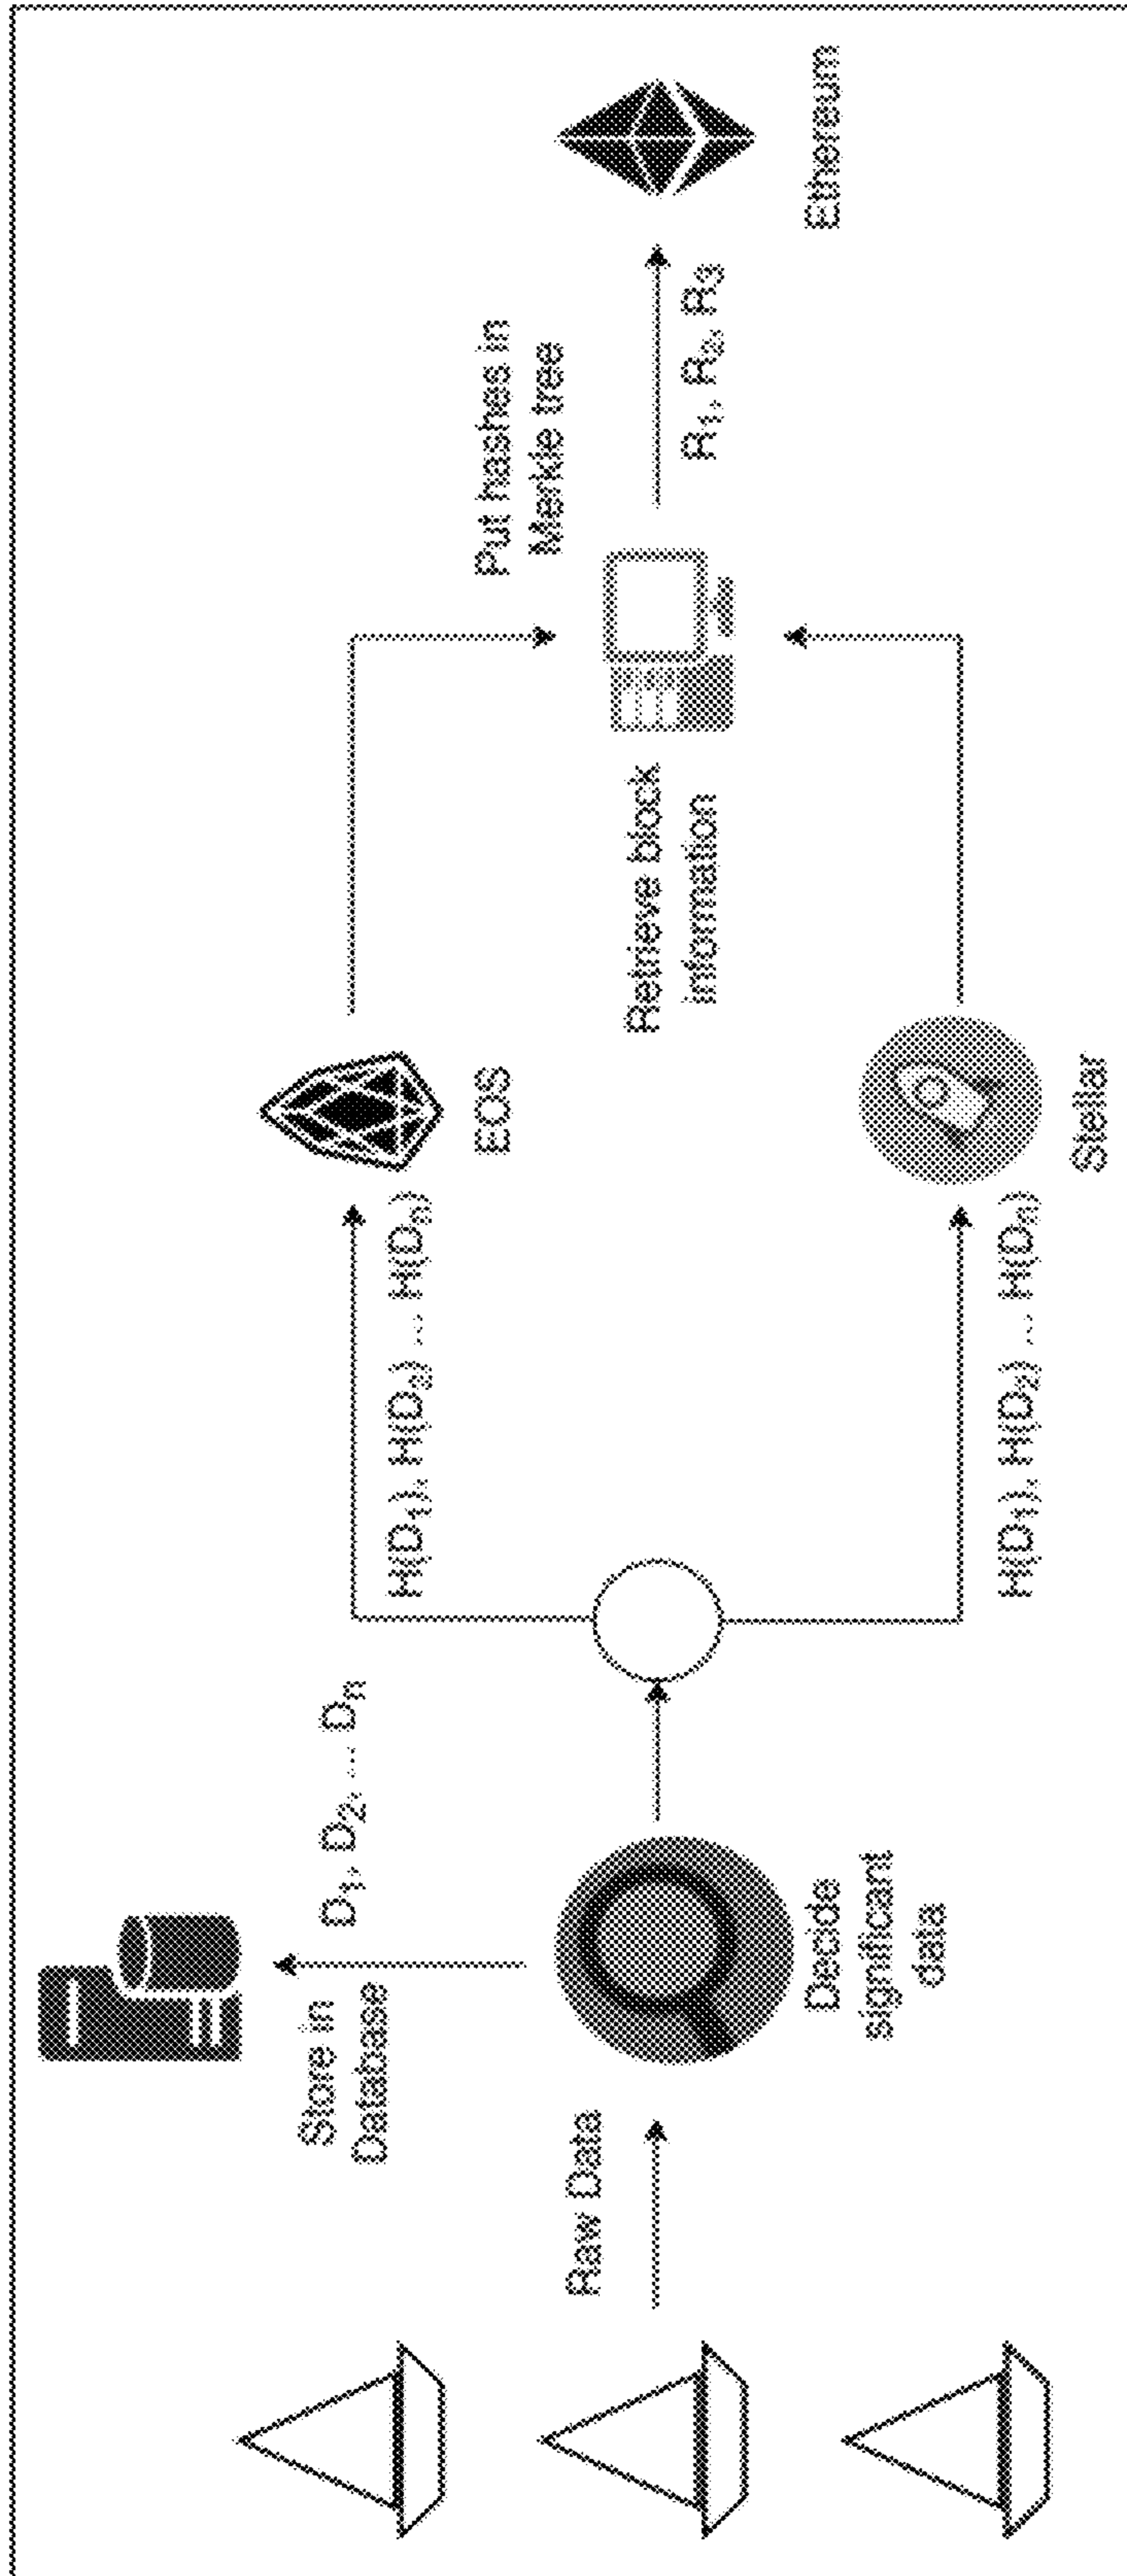 Raw Data
Store in
Database
D₁, D₂, ... Dₙ
Decide
significant
data
H(D₁), H(D₂) ... H(Dₙ)
EOS
H(D₁), H(D₂) ... H(Dₙ)
Stellar
Retrieve block
information
Put hashes in
Merkle tree
R₁, R₂, R₃
Ethereum